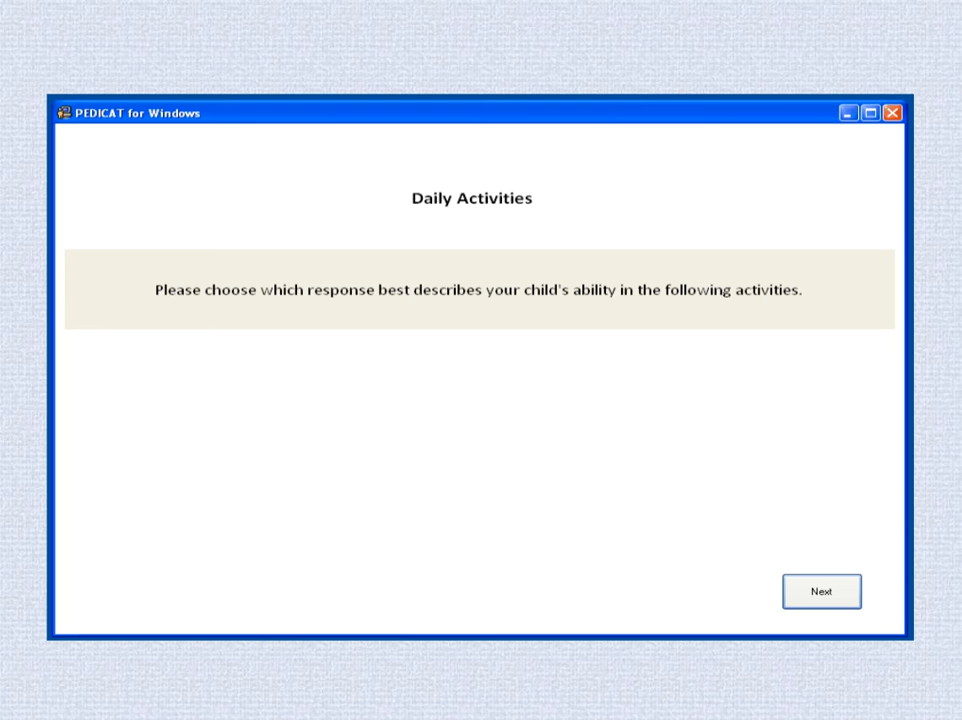 PEDICAT for Windows
Daily Activities
Please choose which response best describes your child's ability in the following activities.
Next